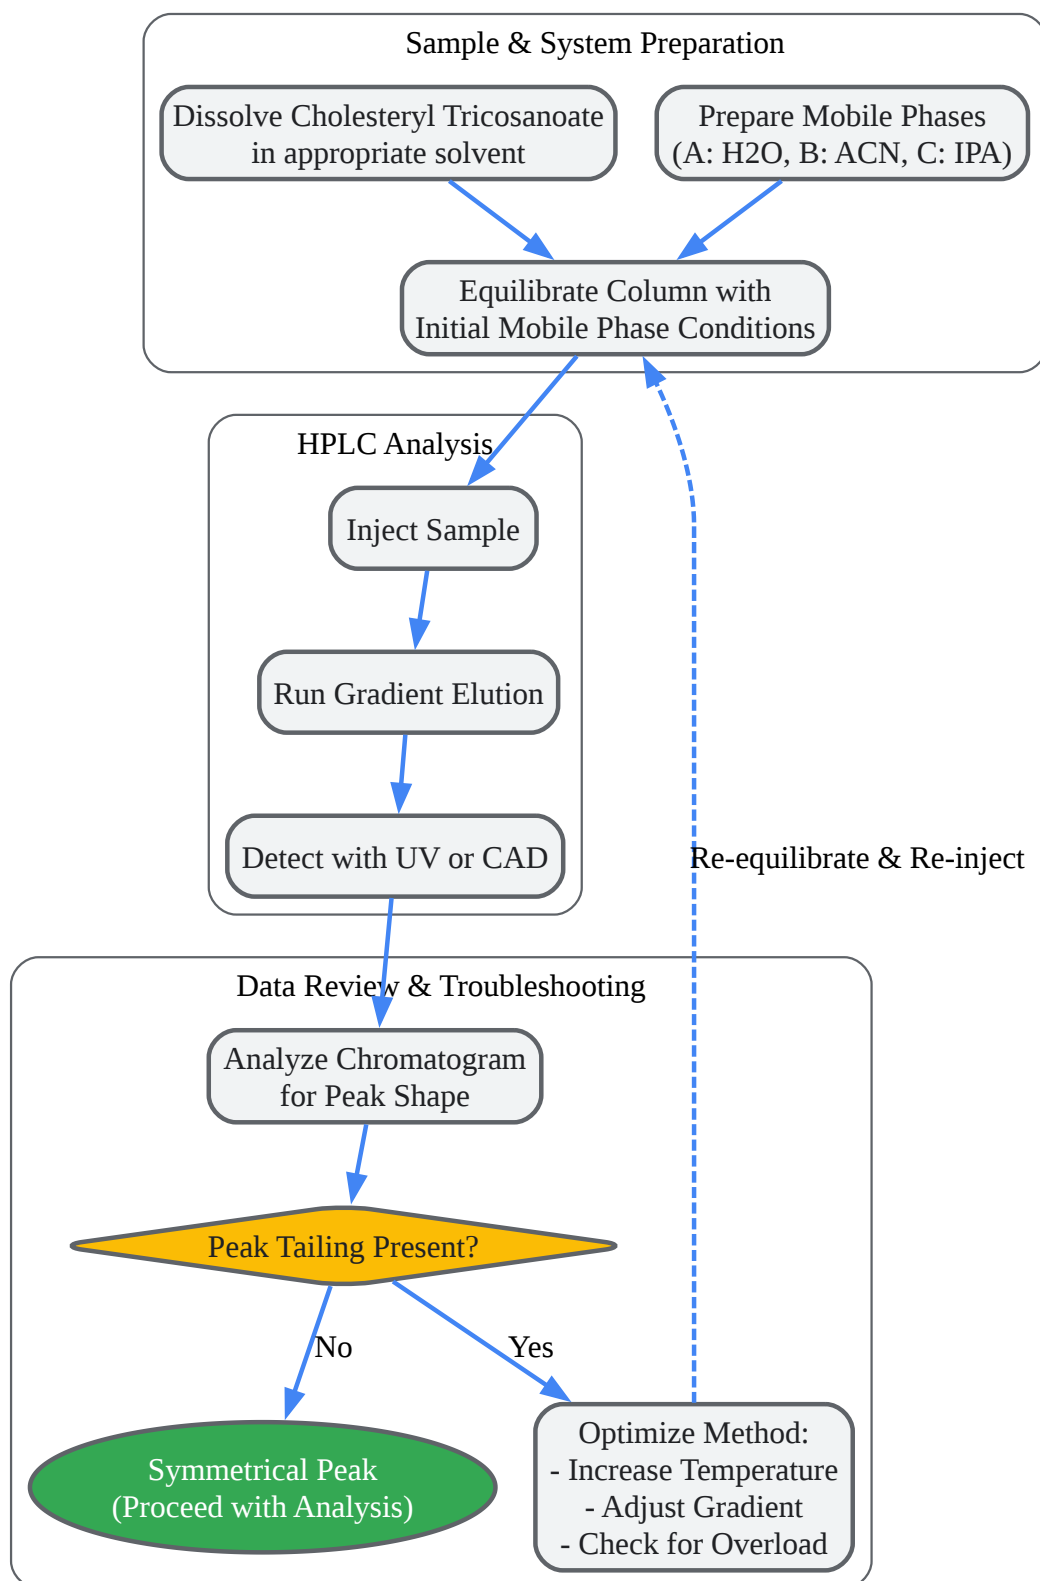 Sample & System Preparation
Dissolve Cholesteryl Tricosanoate
in appropriate solvent
Prepare Mobile Phases
(A: H2O, B: ACN, C: IPA)
Equilibrate Column with
Initial Mobile Phase Conditions
HPLC Analysis
Inject Sample
Run Gradient Elution
Detect with UV or CAD
Re-equilibrate & Re-inject
Data Review & Troubleshooting
Analyze Chromatogram
for Peak Shape
Peak Tailing Present?
No
Yes
Symmetrical Peak
(Proceed with Analysis)
Optimize Method:
- Increase Temperature
- Adjust Gradient
- Check for Overload